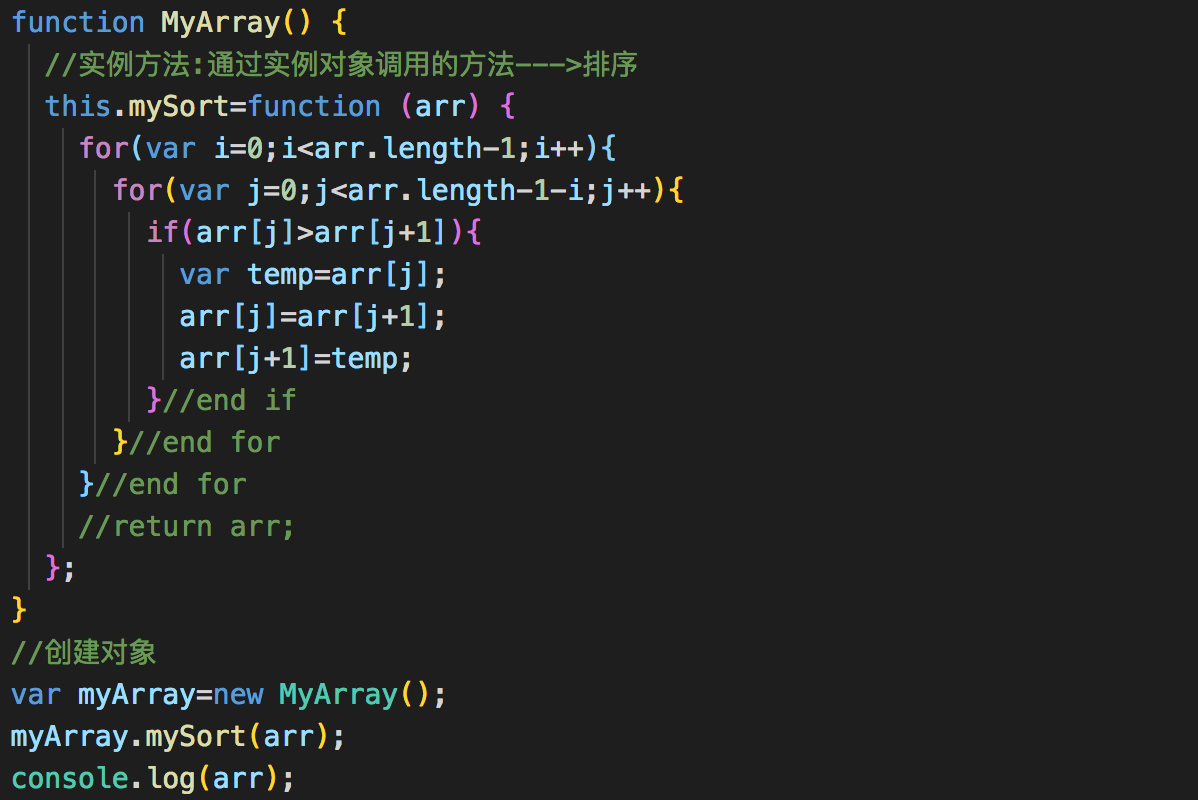 function MyArray() {
  //实例方法:通过实例对象调用的方法--->排序
  this.mySort=function (arr) {
    for(var i=0;i<arr.length-1;i++){
      for(var j=0;j<arr.length-1-i;j++){
        if(arr[j]>arr[j+1]){
          var temp=arr[j];
          arr[j]=arr[j+1];
          arr[j+1]=temp;
        }//end if
      }//end for
    }//end for
    //return arr;
  };
}
//创建对象
var myArray=new MyArray();
myArray.mySort(arr);
console.log(arr);